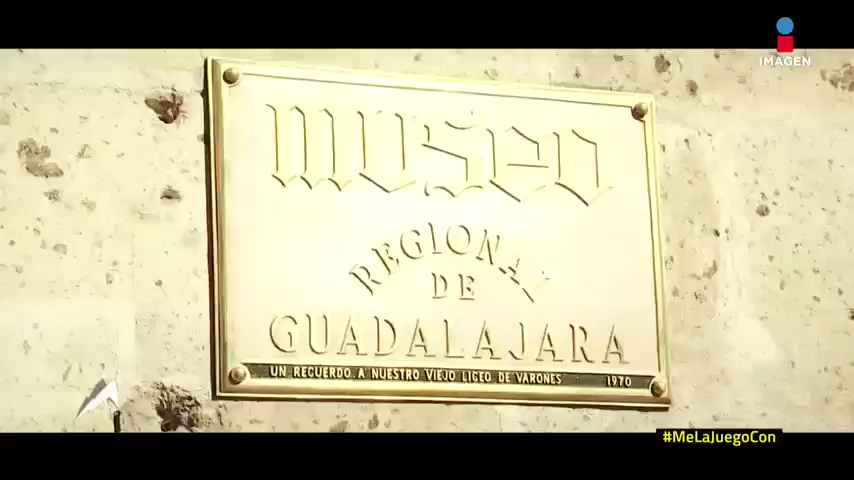 IMAGEN
museo
REGIONAL
DE
GUADALAJARA
UN RECUERDO A NUESTRO VIEJO LICEO DE VARONES 1970
#MeLaJuegoCon